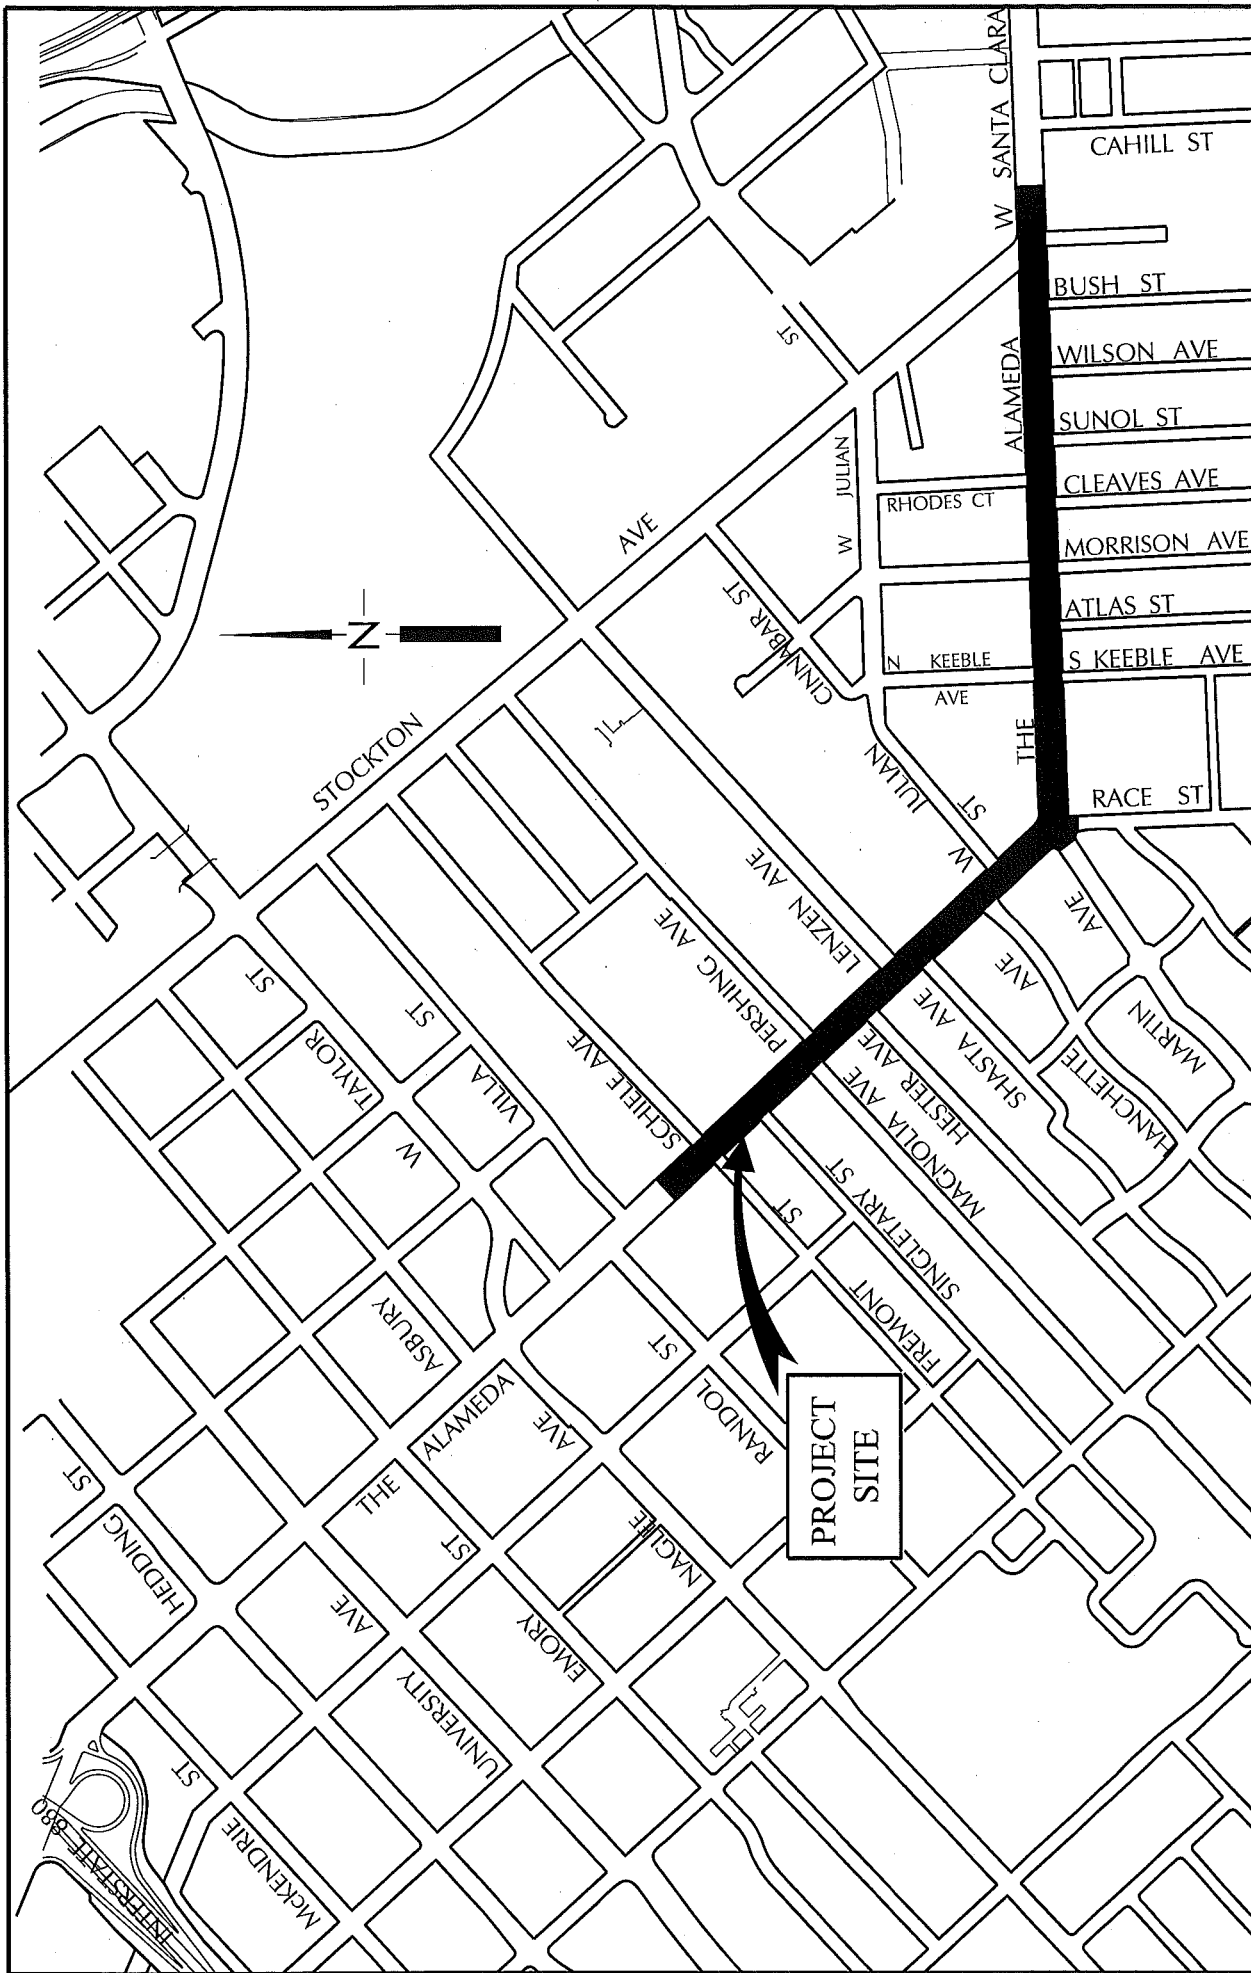 W SANTA CLARA
CAHILL ST
BUSH ST
WILSON AVE
SUNOL ST
CLEAVES AVE
MORRISON AVE
ATLAS ST
S KEEBLE AVE
RACE ST
THE ALAMEDA
RHODES CT
N KEEBLE
AVE
W JULIAN
ST
CINNABAR ST
STOCKTON AVE
N
W JULIAN ST
LENZEN AVE
PERSHING AVE
SCHIELE AVE
VILLA ST
W TAYLOR ST
ASBURY ST
THE ALAMEDA
MARTIN AVE
HANCHETTE AVE
SHASTA AVE
HESTER AVE
MAGNOLIA AVE
SINGLETARY ST
FREMONT ST
RANDOL ST
NAGLEE AVE
EMORY ST
UNIVERSITY AVE
HEDDING ST
McKENDRIE ST
INTERSTATE 880
PROJECT
SITE